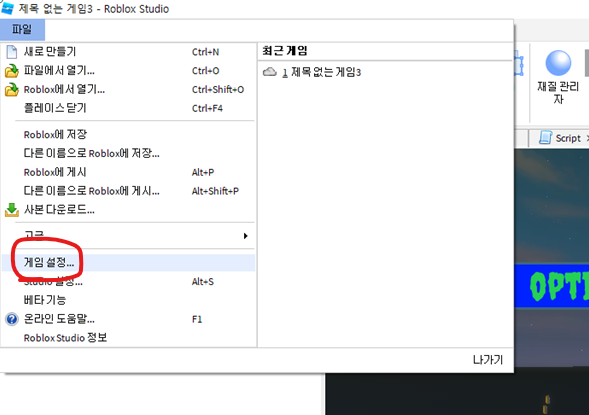 제목 없는 게임3 - Roblox Studio
파일
새로 만들기 Ctrl+N
파일에서 열기... Ctrl+O
Roblox에서 열기... Ctrl+Shift+O
플레이스 닫기 Ctrl+F4
Roblox에 저장
다른 이름으로 Roblox에 저장...
Roblox에 게시 Alt+P
다른 이름으로 Roblox에 게시... Alt+Shift+P
사본 다운로드...
고급
게임 설정...
Studio 설정... Alt+S
베타 기능
온라인 도움말... F1
Roblox Studio 정보
최근 게임
1 제목 없는 게임3
나가기
재질 관리
자
Script
OPTI